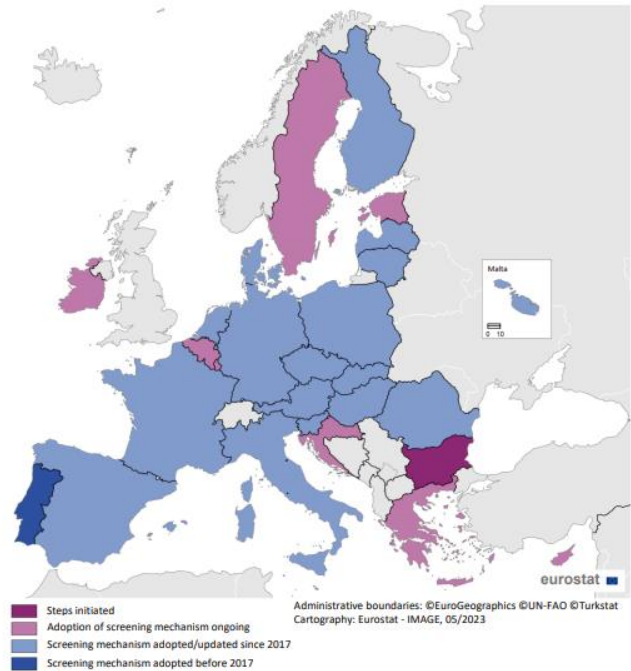 Malta
0 10
eurostat
Steps initiated
Adoption of screening mechanism ongoing
Screening mechanism adopted/updated since 2017
Screening mechanism adopted before 2017
Administrative boundaries: ©EuroGeographics ©UN-FAO ©Turkstat
Cartography: Eurostat - IMAGE, 05/2023